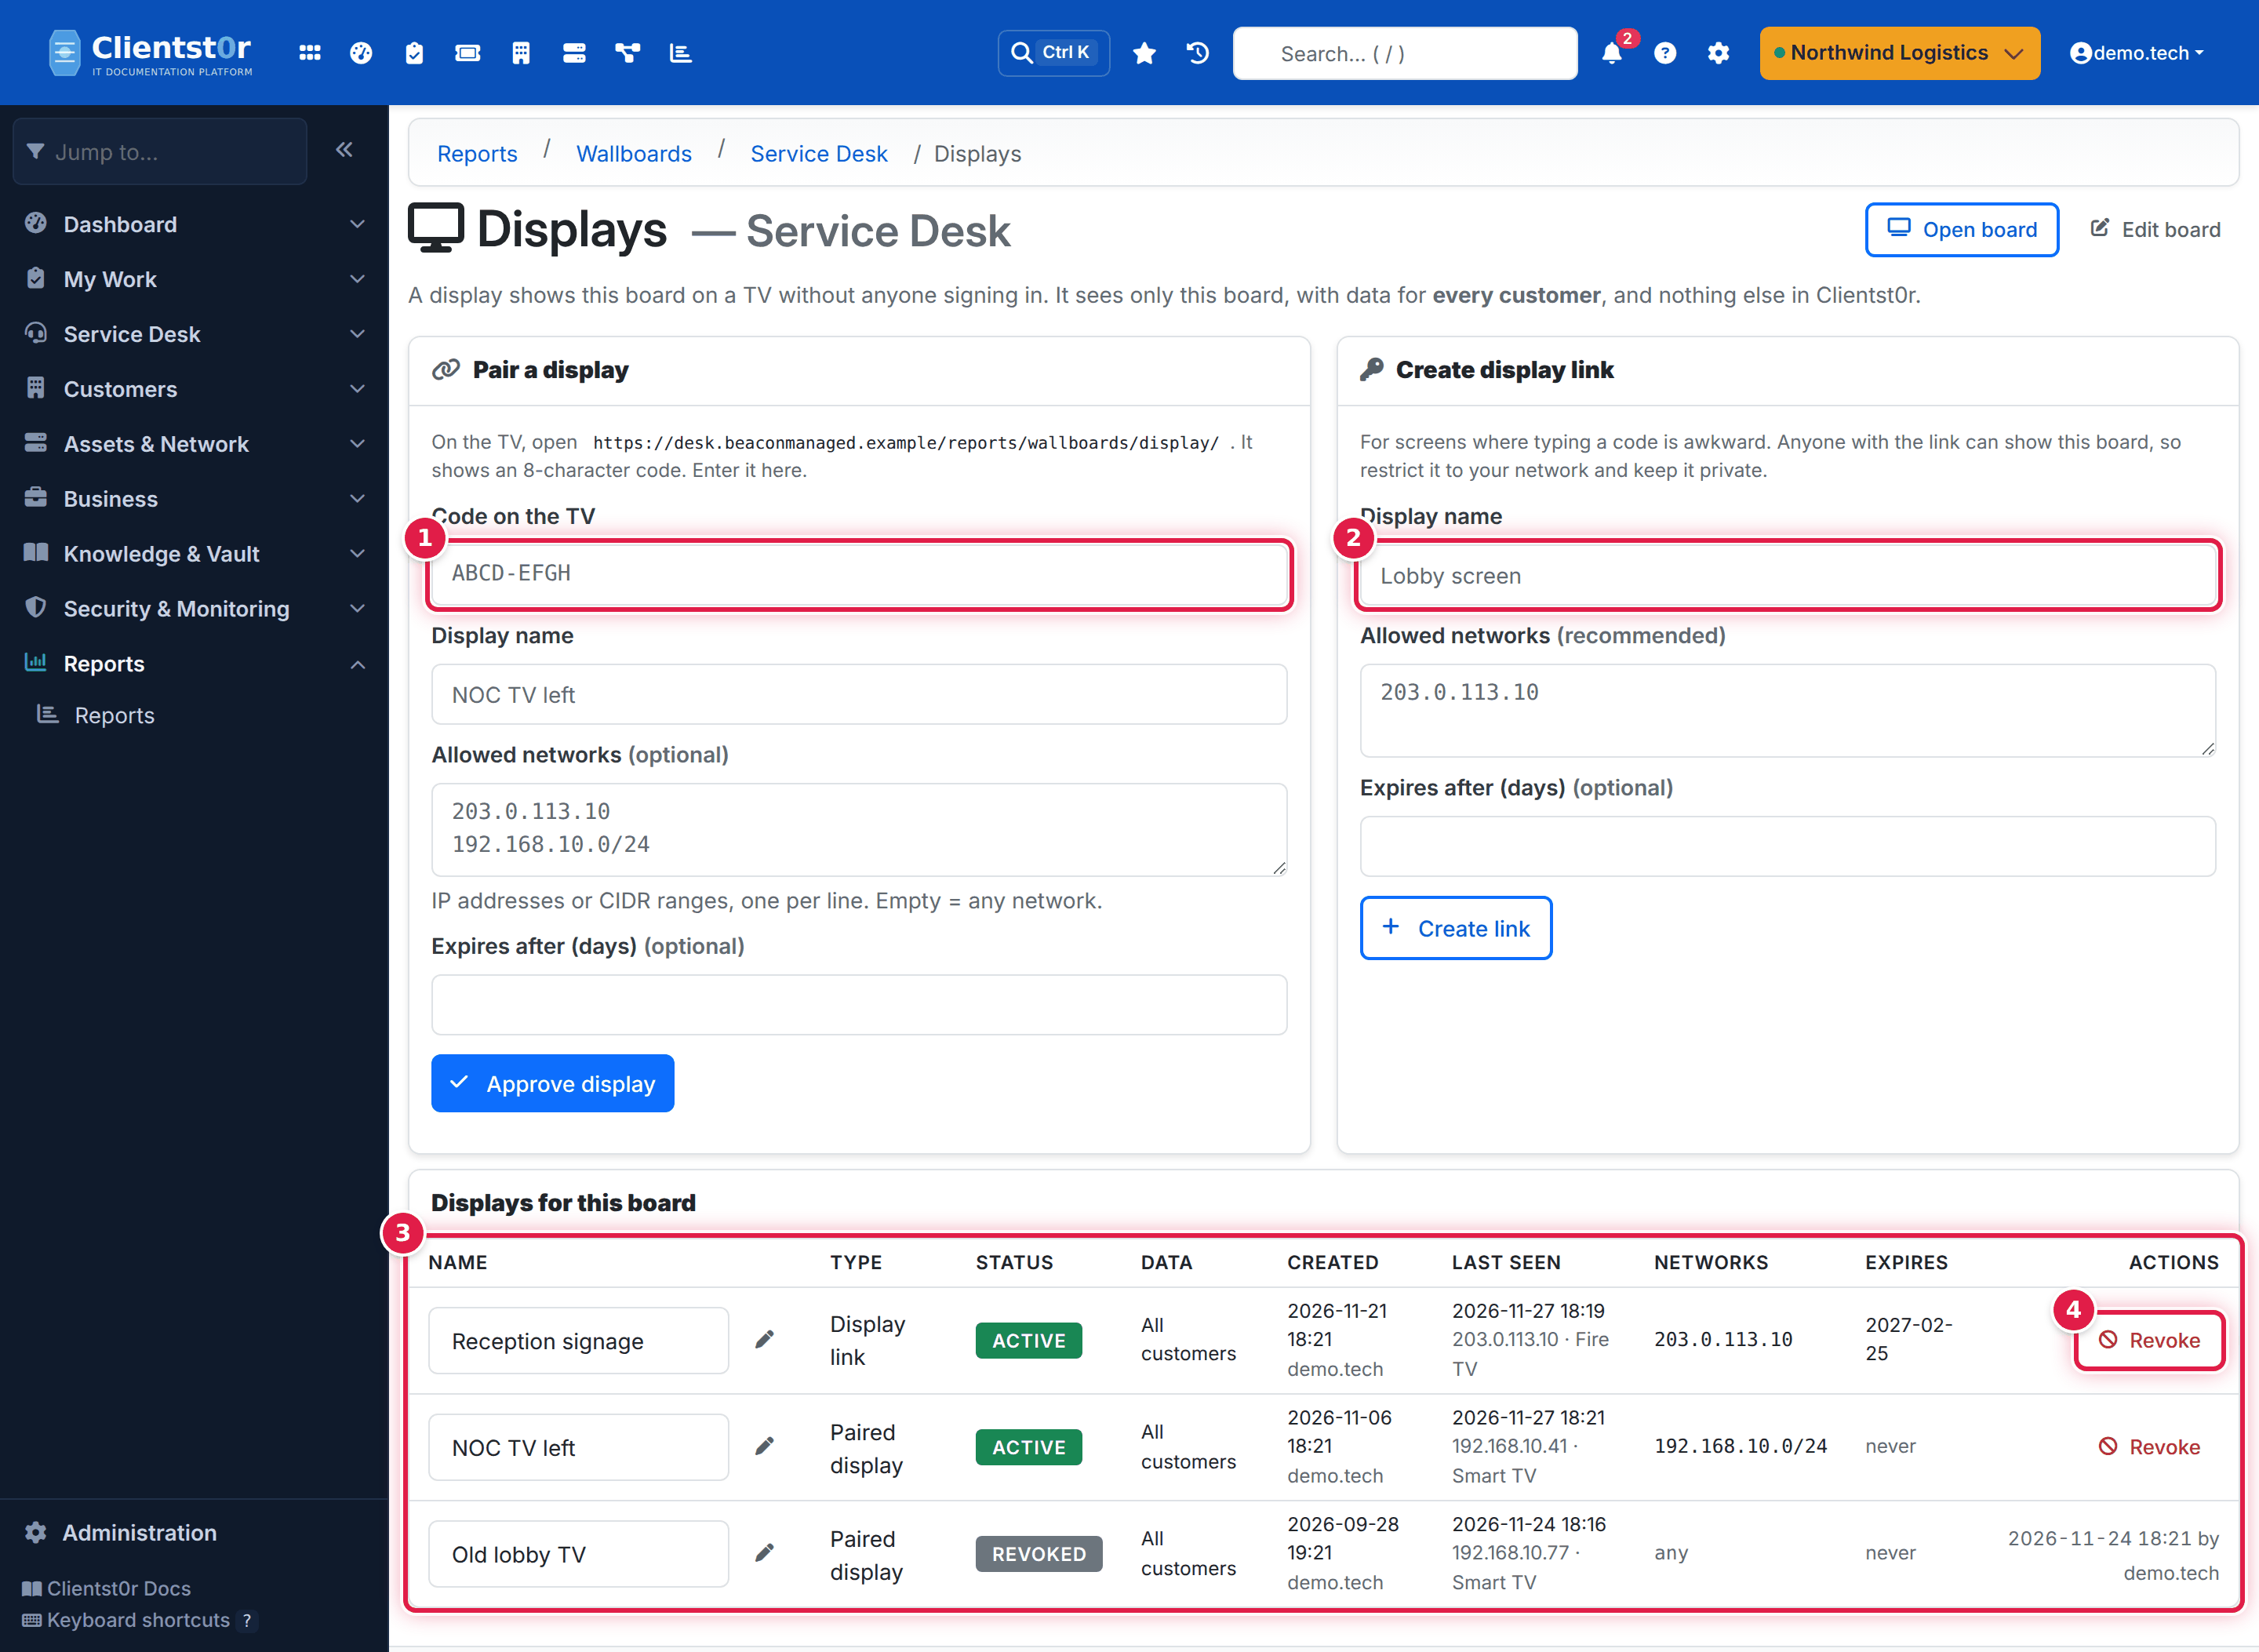 Clientst0r
IT DOCUMENTATION PLATFORM
Ctrl K
Search... ( / )
2
Northwind Logistics
demo.tech
Jump to...
Dashboard
My Work
Service Desk
Customers
Assets & Network
Business
Knowledge & Vault
Security & Monitoring
Reports
Reports
Administration
Clientst0r Docs
Keyboard shortcuts ?
Reports / Wallboards / Service Desk / Displays
Displays — Service Desk
Open board
Edit board
A display shows this board on a TV without anyone signing in. It sees only this board, with data for every customer, and nothing else in Clientst0r.
Pair a display
On the TV, open https://desk.beaconmanaged.example/reports/wallboards/display/ . It
shows an 8-character code. Enter it here.
Code on the TV
1
ABCD-EFGH
Display name
NOC TV left
Allowed networks (optional)
203.0.113.10
192.168.10.0/24
IP addresses or CIDR ranges, one per line. Empty = any network.
Expires after (days) (optional)
Approve display
Create display link
For screens where typing a code is awkward. Anyone with the link can show this board, so
restrict it to your network and keep it private.
Display name
2
Lobby screen
Allowed networks (recommended)
203.0.113.10
Expires after (days) (optional)
Create link
Displays for this board
3
NAME TYPE STATUS DATA CREATED LAST SEEN NETWORKS EXPIRES ACTIONS
Reception signage
Display
link
ACTIVE
All
customers
2026-11-21
18:21
demo.tech
2026-11-27 18:19
203.0.113.10 · Fire
TV
203.0.113.10
2027-02-
25
4
Revoke
NOC TV left
Paired
display
ACTIVE
All
customers
2026-11-06
18:21
demo.tech
2026-11-27 18:21
192.168.10.41 ·
Smart TV
192.168.10.0/24
never
Revoke
Old lobby TV
Paired
display
REVOKED
All
customers
2026-09-28
19:21
demo.tech
2026-11-24 18:16
192.168.10.77 ·
Smart TV
any
never
2026-11-24 18:21 by
demo.tech